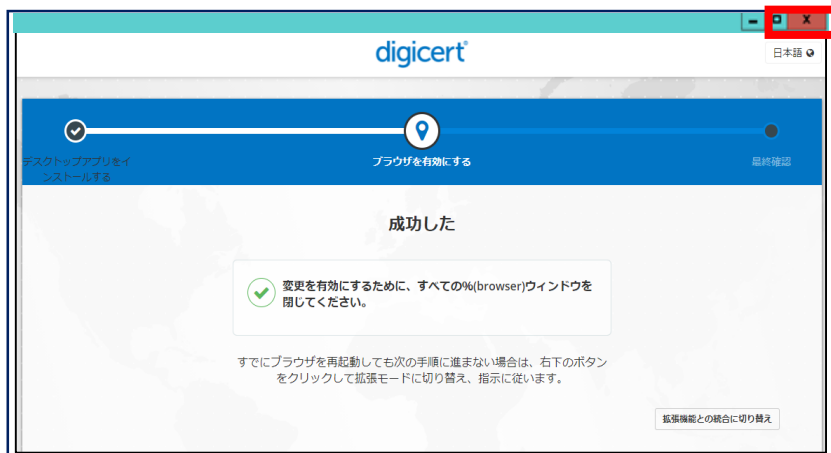 digicert
日本語
デスクトップアプリをイ
ンストールする
ブラウザを有効にする
最終確認
成功した
変更を有効にするために、すべての%(browser)ウィンドウを
閉じてください。
すでにブラウザを再起動しても次の手順に進まない場合は、右下のボタン
をクリックして拡張モードに切り替え、指示に従います。
拡張機能との統合に切り替え